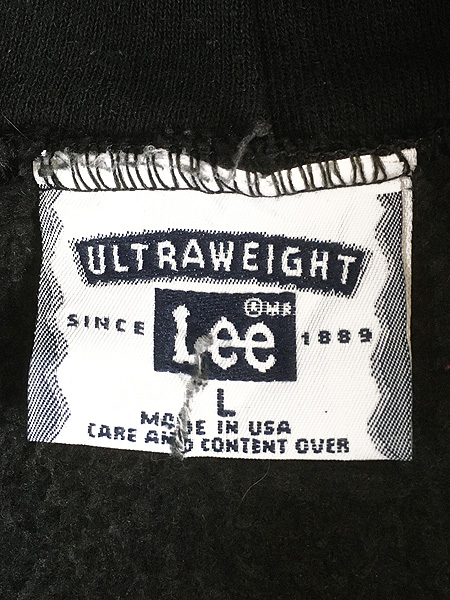 ULTRAWEIGHT
® MR
SINCE Lee 1889
L
MADE IN USA
CARE AND CONTENT OVER